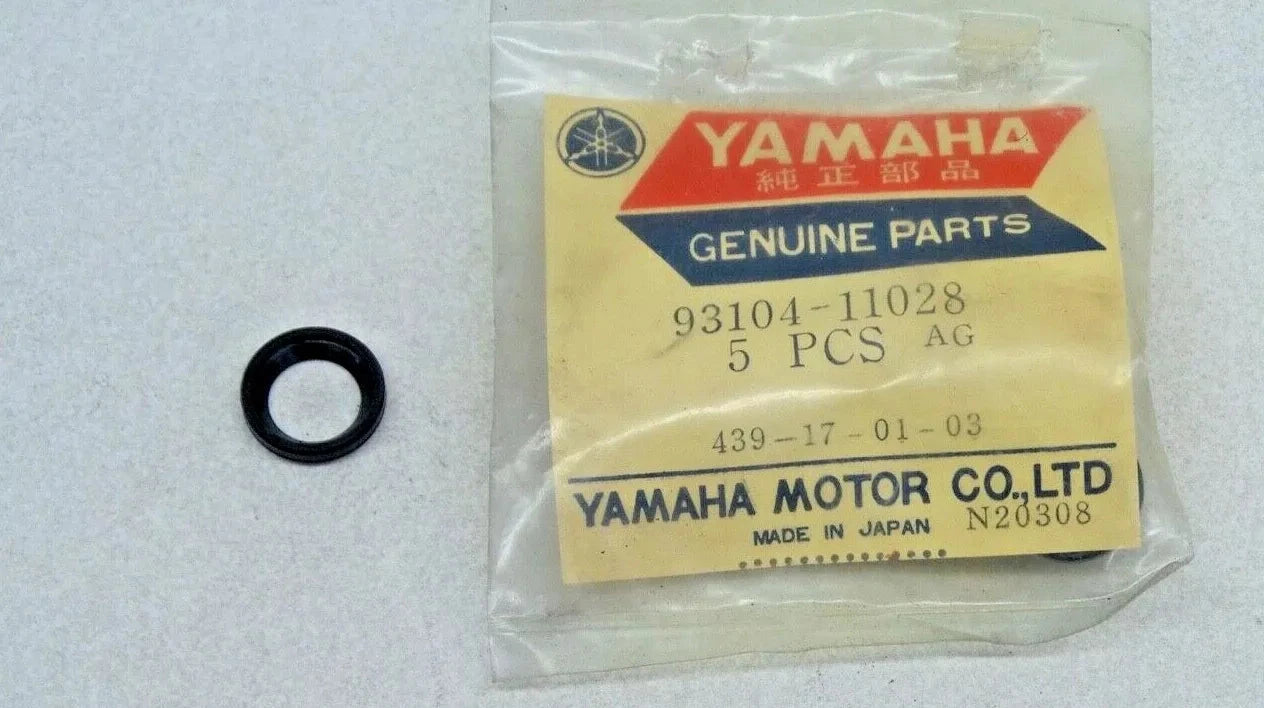 YAMAHA
純正部品
GENUINE PARTS
93104-11028
5 PCS AG
439-17-01-03
YAMAHA MOTOR CO.,LTD
MADE IN JAPAN N20308